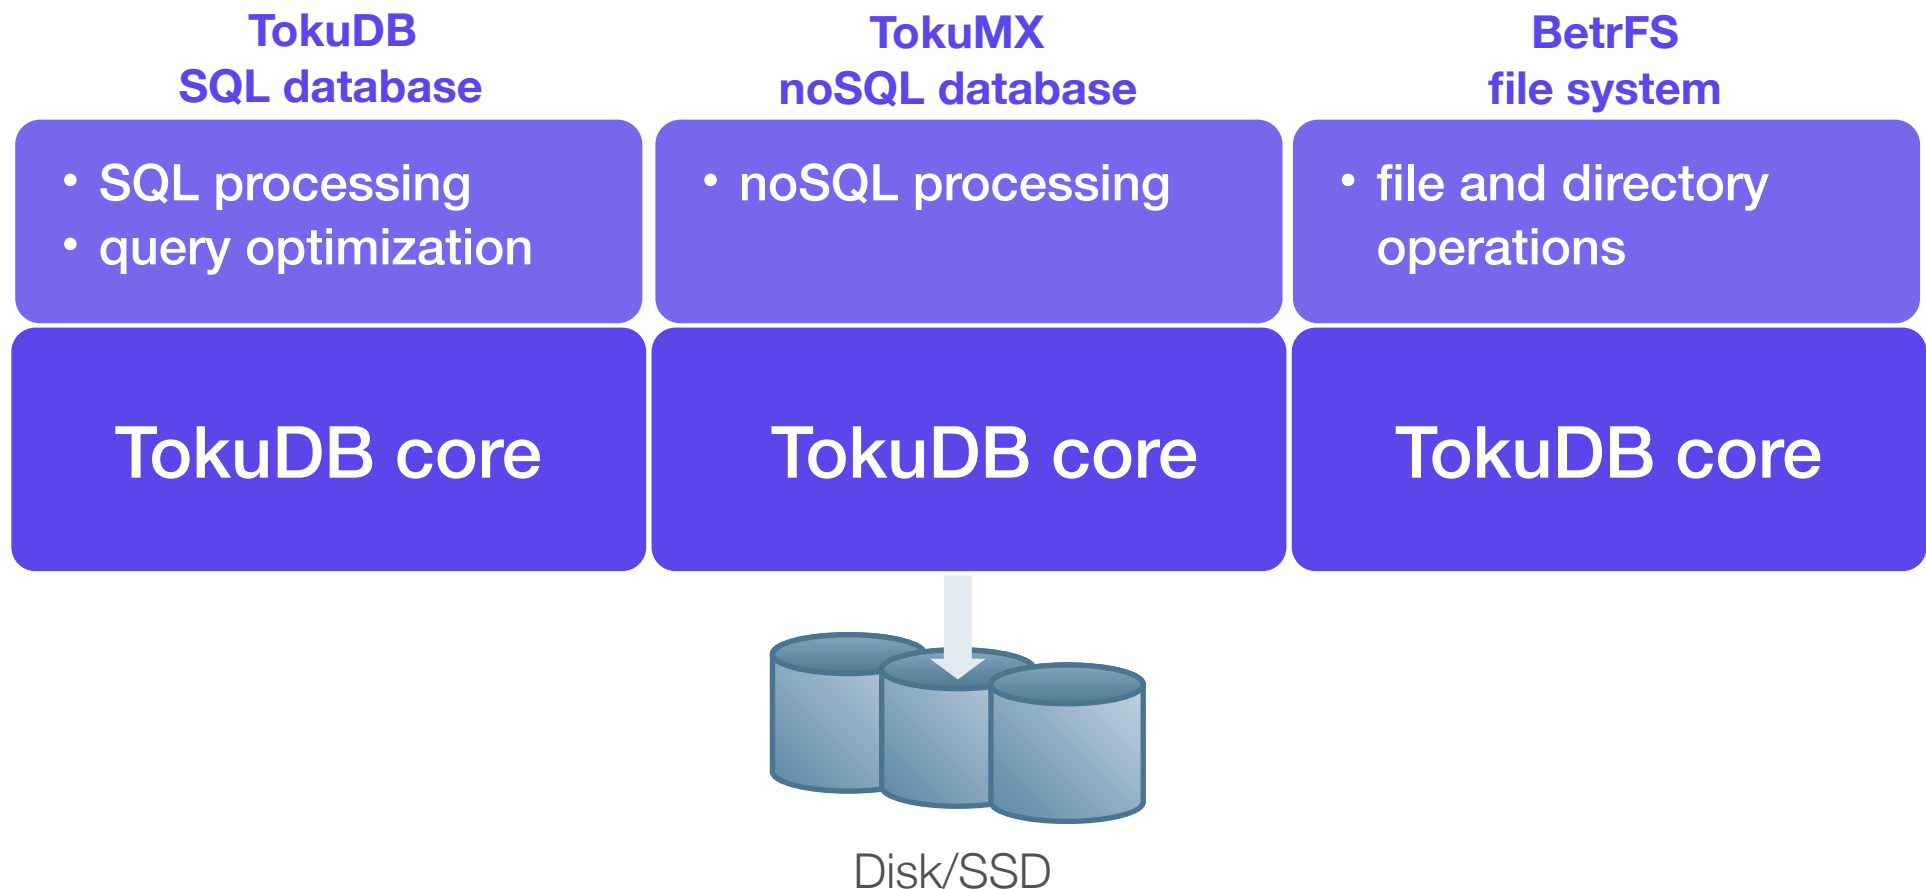 TokuDB
SQL database
TokuMX
noSQL database
BetrFS
file system
• SQL processing
• query optimization
• noSQL processing
• file and directory
operations
TokuDB core
TokuDB core
TokuDB core
Disk/SSD